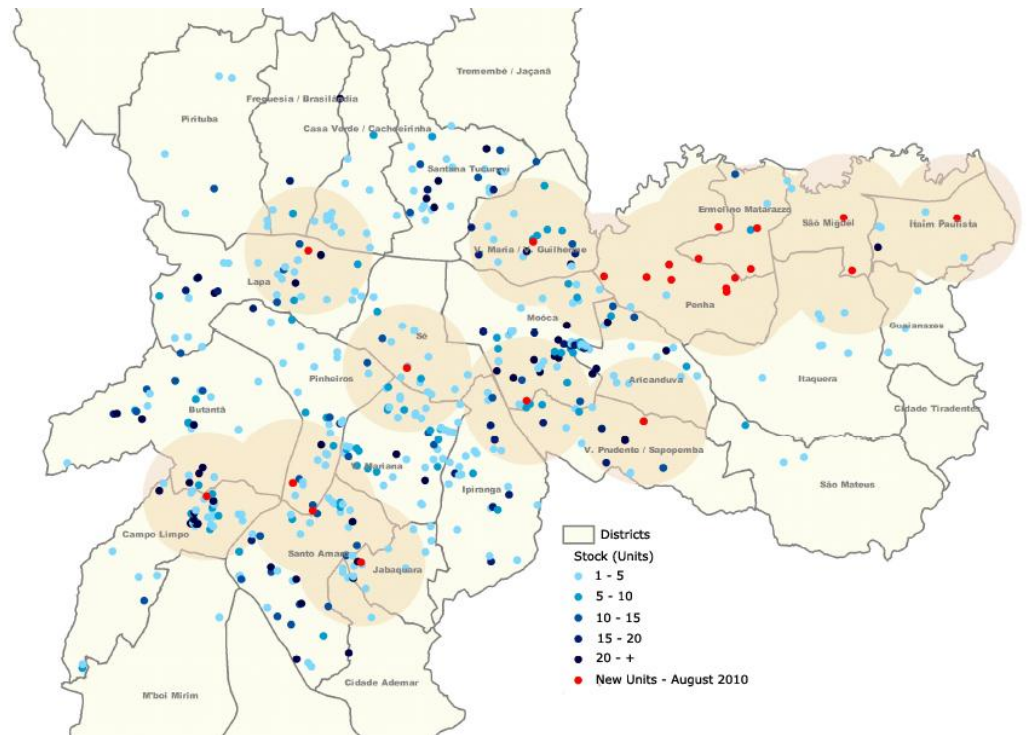 Tremembé / Jaçanã
Freguesia / Brasilândia
Pirituba
Casa Verde / Cachoeirinha
Santana Tucuruvi
Ermelino Matarazzo
São Miguel
Itaim Paulista
V. Maria / V. Guilherme
Lapa
Penha
Moóca
Guaianazes
Sé
Pinheiros
Aricanduva
Itaquera
Butantã
Cidade Tiradentes
V. Prudente / Sapopemba
V. Mariana
São Mateus
Ipiranga
Campo Limpo
Santo Amaro
Jabaquara
Cidade Ademar
M'boi Mirim
Districts
Stock (Units)
1 - 5
5 - 10
10 - 15
15 - 20
20 - +
New Units - August 2010